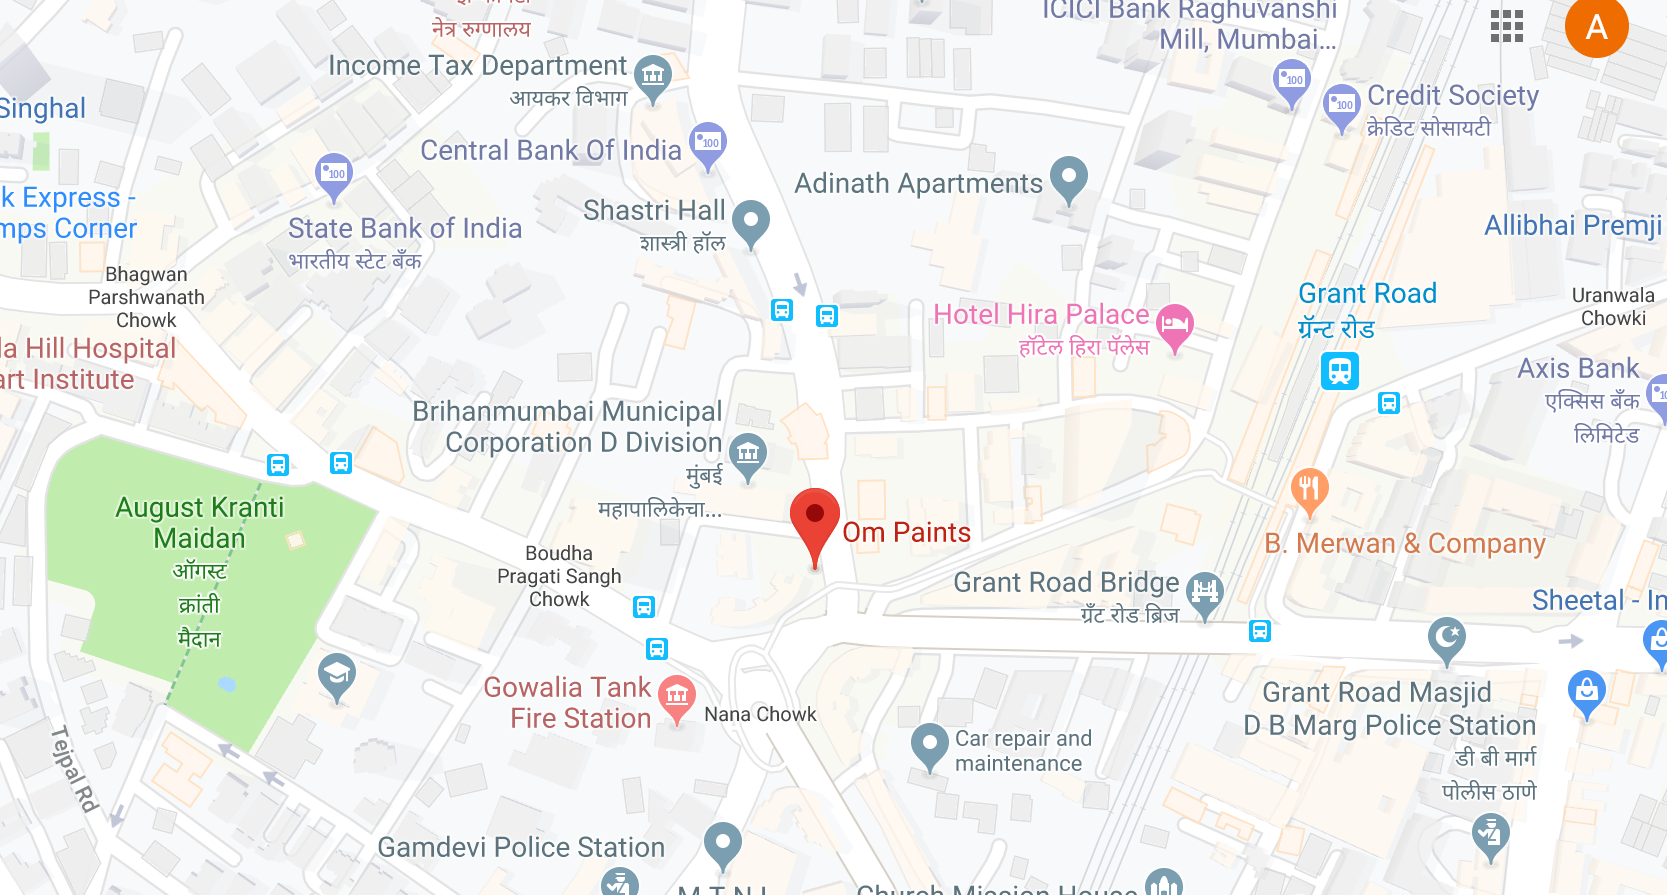 नेत्र रुग्णालय
Income Tax Department
आयकर विभाग
ICICI Bank Raghuvanshi
Mill, Mumbai...
A
Singhal
Central Bank Of India
Credit Society
क्रेडिट सोसायटी
k Express -
mps Corner
State Bank of India
भारतीय स्टेट बँक
Shastri Hall
शास्त्री हॉल
Adinath Apartments
Allibhai Premji
Bhagwan
Parshwanath
Chowk
Hotel Hira Palace
हॉटेल हिरा पॅलेस
Grant Road
ग्रॅन्ट रोड
Uranwala
Chowki
la Hill Hospital
art Institute
Axis Bank
एक्सिस बँक
लिमिटेड
Brihanmumbai Municipal
Corporation D Division
मुंबई
महापालिकेचा...
August Kranti
Maidan
ऑगस्ट
क्रांती
मैदान
Om Paints
Boudha
Pragati Sangh
Chowk
B. Merwan & Company
Grant Road Bridge
ग्रँट रोड ब्रिज
Sheetal - In
Gowalia Tank
Fire Station
Nana Chowk
Grant Road Masjid
D B Marg Police Station
डी बी मार्ग
पोलीस ठाणे
Car repair and
maintenance
Tejpal Rd
Gamdevi Police Station
M T N L
Church Mission House